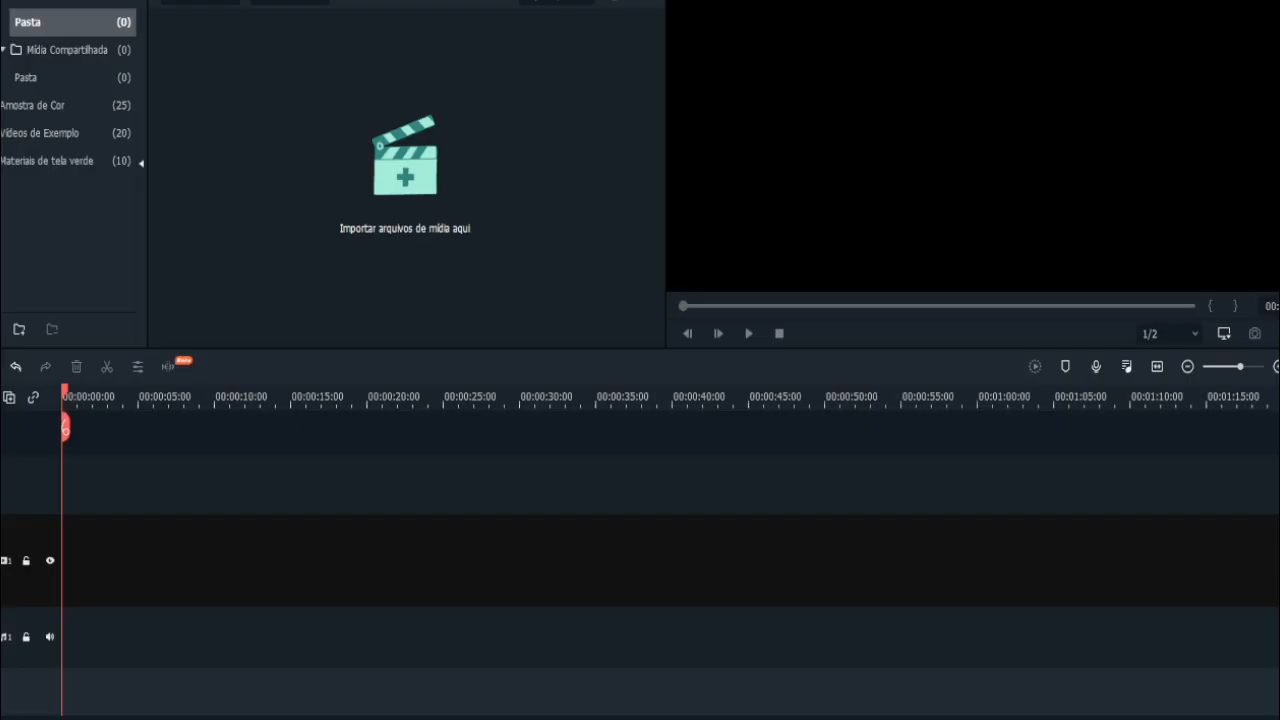 Pasta (0)
Mídia Compartilhada (0)
Pasta (0)
Amostra de Cor (25)
Vídeos de Exemplo (20)
Materiais de tela verde (10)
Importar arquivos de mídia aqui
{ } 00:
1/2
00:00:00:00 00:00:05:00 00:00:10:00 00:00:15:00 00:00:20:00 00:00:25:00 00:00:30:00 00:00:35:00 00:00:40:00 00:00:45:00 00:00:50:00 00:00:55:00 00:01:00:00 00:01:05:00 00:01:10:00 00:01:15:00
1
1